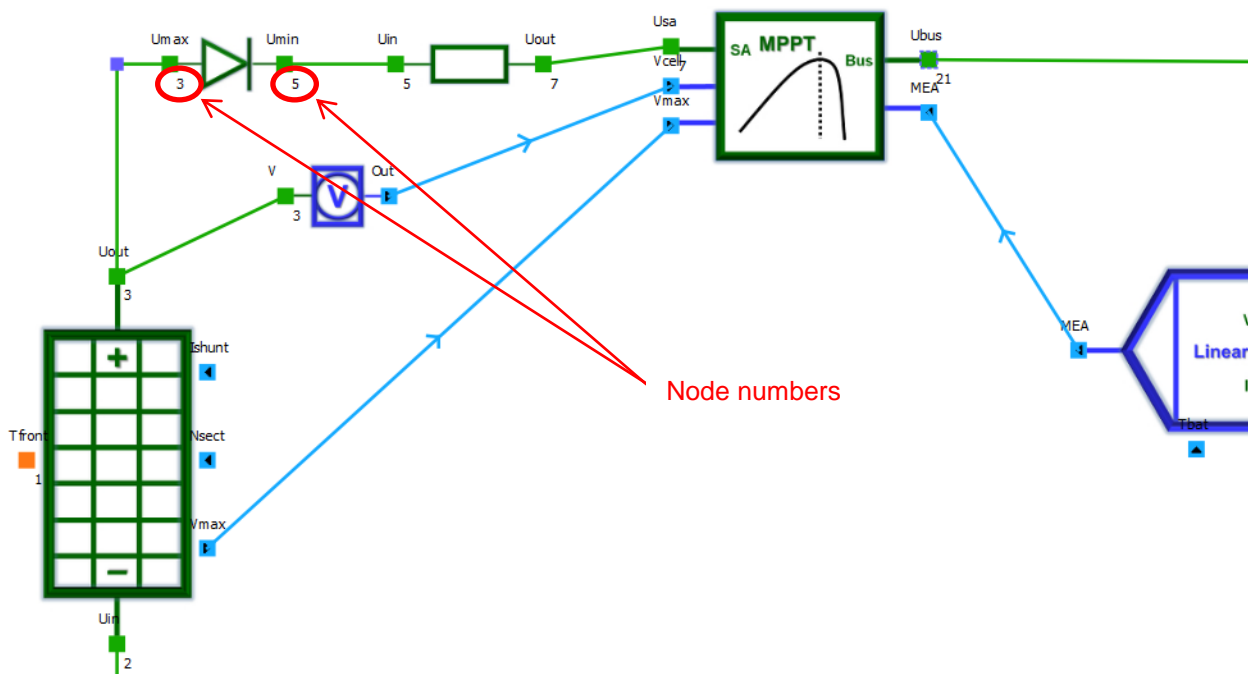 Usa
Umax
Umin
Uin
Uout
Ubus
SA
MPPT
Vcell
7
Bus
3
5
5
7
21
MEA
Vmax
V
Out
V
3
Uout
3
MEA
Ishunt
Linear
Node numbers
+
Tfront
Nsect
Tbat
1
Vmax
−
Uin
2